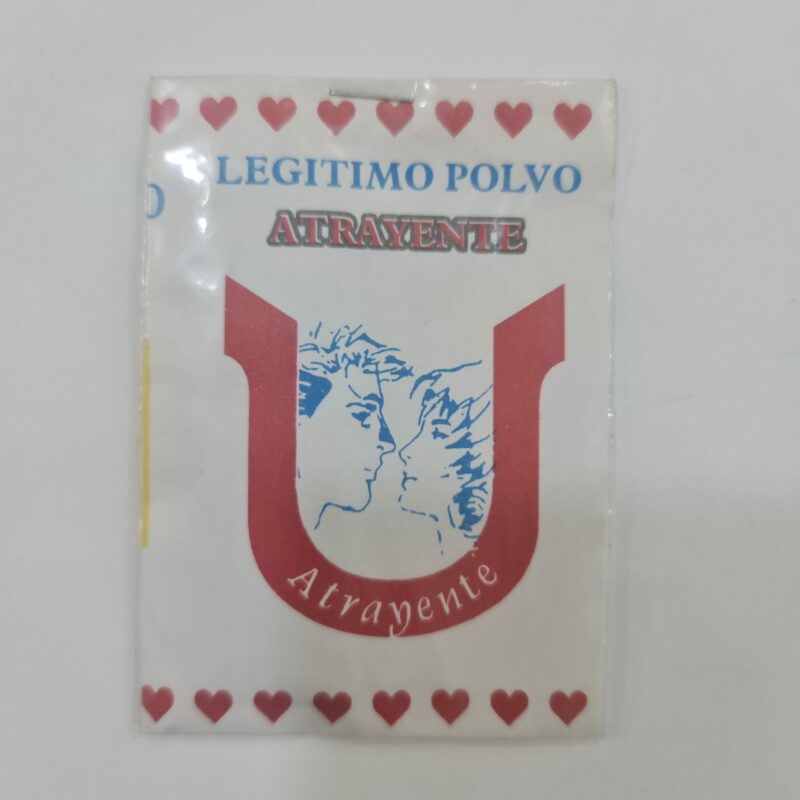 LEGITIMO POLVO
O
ATRAYENTE
Atrayente